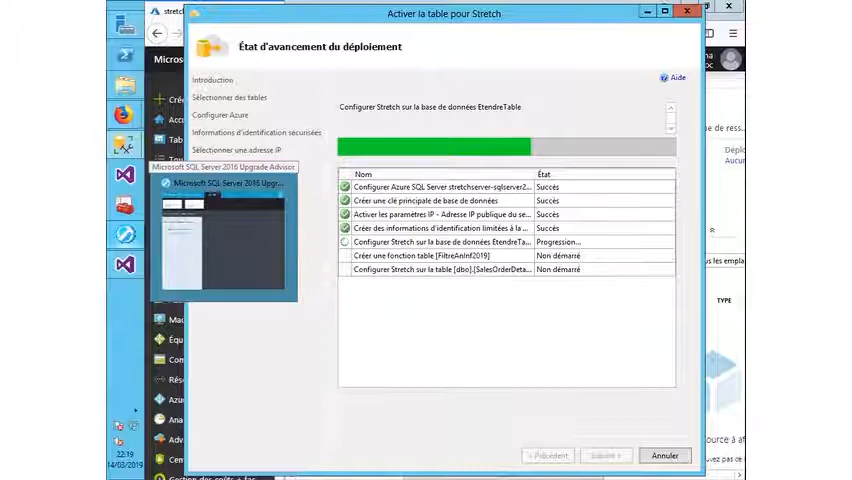 stretch
Activer la table pour Stretch
État d'avancement du déploiement
Micros
Introduction
Aide
Sélectionner des tables
Configurer Stretch sur la base de données EtendreTable
Configurer Azure
Informations d'identification sécurisées
Sélectionner une adresse IP
Microsoft SQL Server 2016 Upgrade Advisor
Microsoft SQL Server 2016 Upgr...
Nom État
Configurer Azure SQL Server stretchserver-sqlserver2... Succès
Créer une clé principale de base de données Succès
Activer les paramètres IP - Adresse IP publique du se... Succès
Créer des informations d'identification limitées à la ... Succès
Configurer Stretch sur la base de données EtendreTa... Progression...
Créer une fonction table [FiltreAnInf2019] Non démarré
Configurer Stretch sur la table [dbo].[SalesOrderDeta... Non démarré
TYPE
22:19
14/03/2019
< Précédent
Suivant >
Annuler